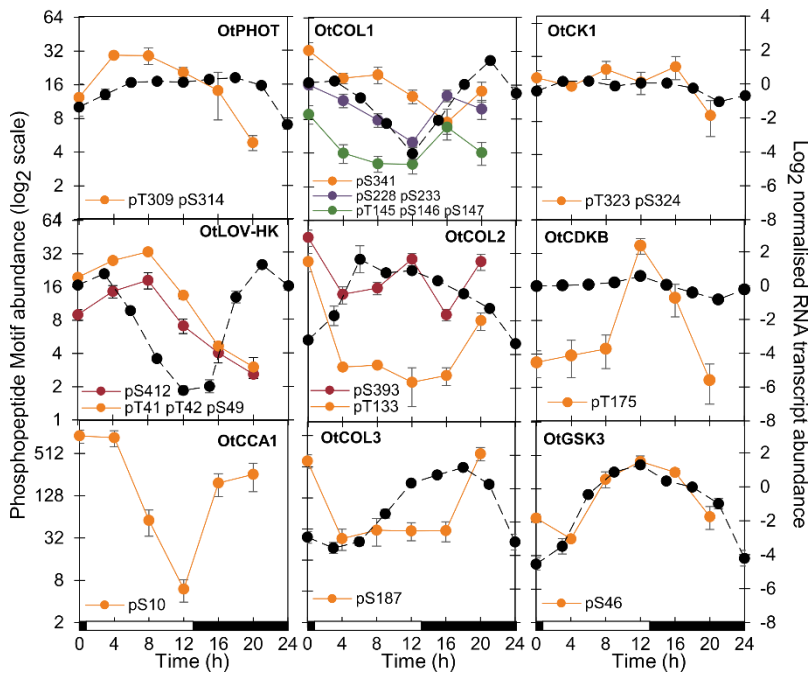 Phosphopeptide Motif abundance (log2 scale)
Log2 normalised RNA transcript abundance
64
32
16
8
4
2
OtPHOT
pT309 pS314
OtCOL1
pS341
pS228 pS233
pT145 pS146 pS147
OtCK1
pT323 pS324
4
2
0
-2
-4
-6
-8
64
32
16
8
4
2
1
OtLOV-HK
pS412
pT41 pT42 pS49
OtCOL2
pS393
pT133
OtCDKB
pT175
2
0
-2
-4
-6
-8
512
128
32
8
2
OtCCA1
pS10
OtCOL3
pS187
OtGSK3
pS46
2
0
-2
-4
-6
-8
0 4 8 12 16 20 24
0 4 8 12 16 20 24
0 4 8 12 16 20 24
Time (h)
Time (h)
Time (h)